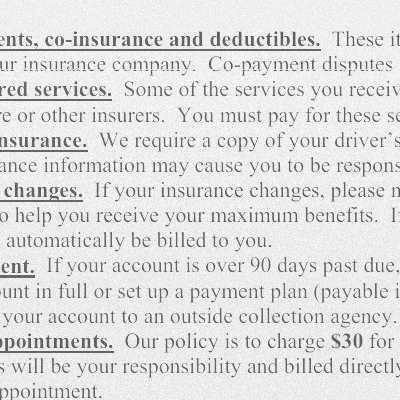 ents, co-insurance and deductibles. These it
ur insurance company. Co-payment disputes
red services. Some of the services you receiv
re or other insurers. You must pay for these se
nsurance. We require a copy of your driver's
ance information may cause you to be respons
changes. If your insurance changes, please n
o help you receive your maximum benefits. If
automatically be billed to you.
ent. If your account is over 90 days past due,
unt in full or set up a payment plan (payable i
your account to an outside collection agency.
ppointments. Our policy is to charge $30 for
s will be your responsibility and billed directly
ppointment.